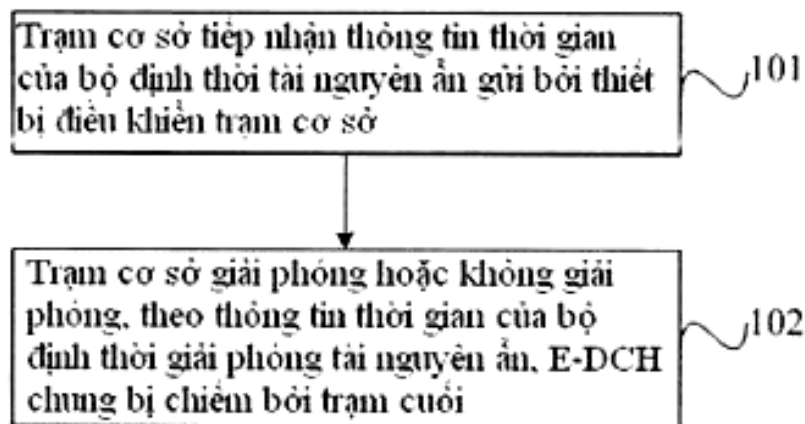 Trạm cơ sở tiếp nhận thông tin thời gian
của bộ định thời tài nguyên ẩn gửi bởi thiết
bị điều khiển trạm cơ sở
101
Trạm cơ sở giải phóng hoặc không giải
phóng, theo thông tin thời gian của bộ
định thời giải phóng tài nguyên ẩn, E-DCH
chung bị chiếm bởi trạm cuối
102